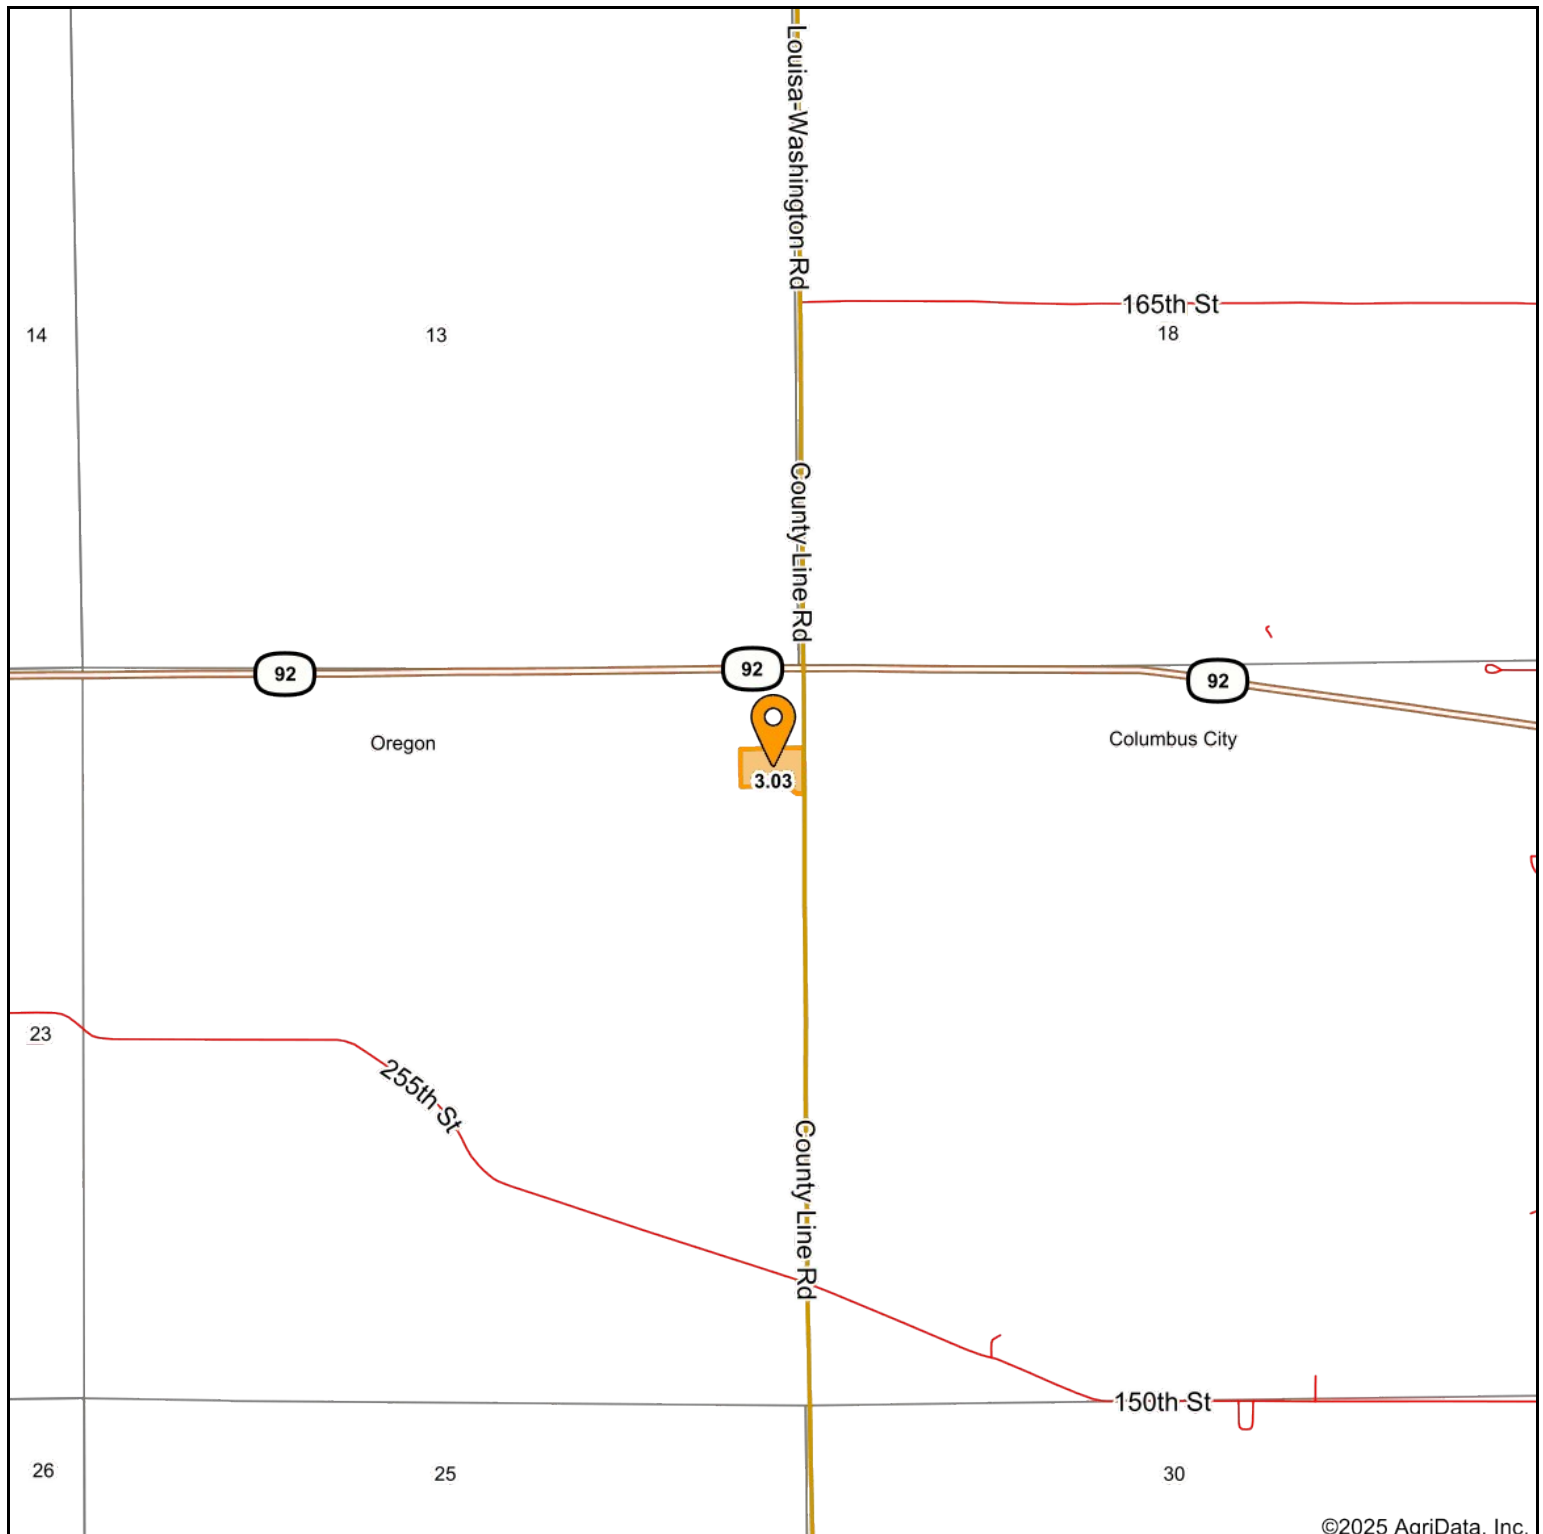 Louisa-Washington-Rd
165th St
14
13
18
County-Line-Rd
92
92
92
Oregon
Columbus City
3.03
23
255th St
County-Line-Rd
150th St
26
25
30
©2025 AgriData, Inc.